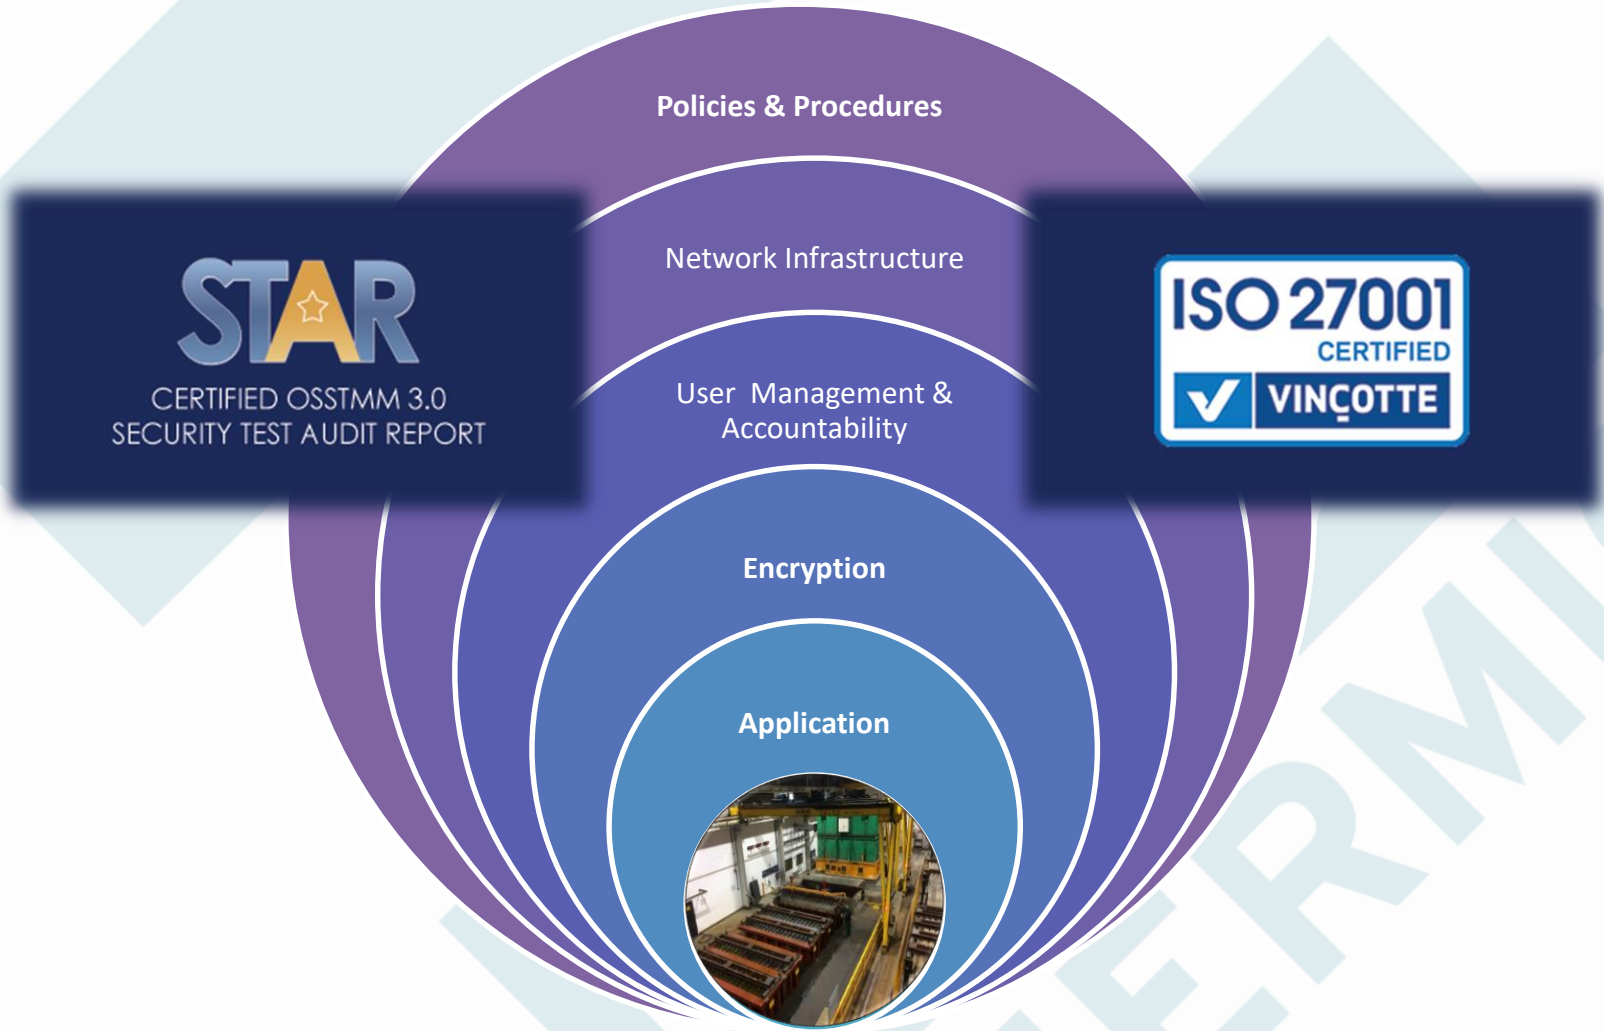 Policies & Procedures
Network Infrastructure
STAR
CERTIFIED OSSTMM 3.0
SECURITY TEST AUDIT REPORT
ISO 27001
CERTIFIED
VINÇOTTE
User Management &
Accountability
Encryption
Application